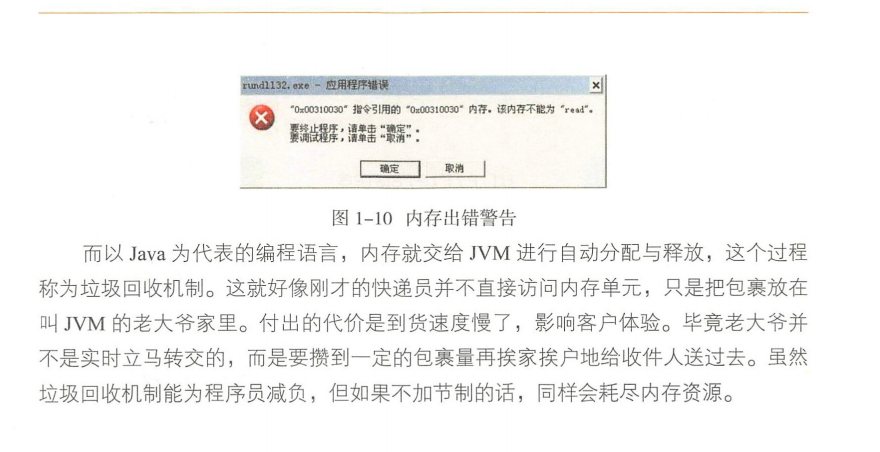 rundll32.exe - 应用程序错误
"0x00310030" 指令引用的 "0x00310030" 内存。该内存不能为 "read"。
要终止程序，请单击 "确定"。
要调试程序，请单击 "取消"。
确定 取消
图 1-10 内存出错警告
而以 Java 为代表的编程语言，内存就交给 JVM 进行自动分配与释放，这个过程
称为垃圾回收机制。这就好像刚才的快递员并不直接访问内存单元，只是把包裹放在
叫 JVM 的老大爷家里。付出的代价是到货速度慢了，影响客户体验。毕竟老大爷并
不是实时立马转交的，而是要攒到一定的包裹量再挨家挨户地给收件人送过去。虽然
垃圾回收机制能为程序员减负，但如果不加节制的话，同样会耗尽内存资源。